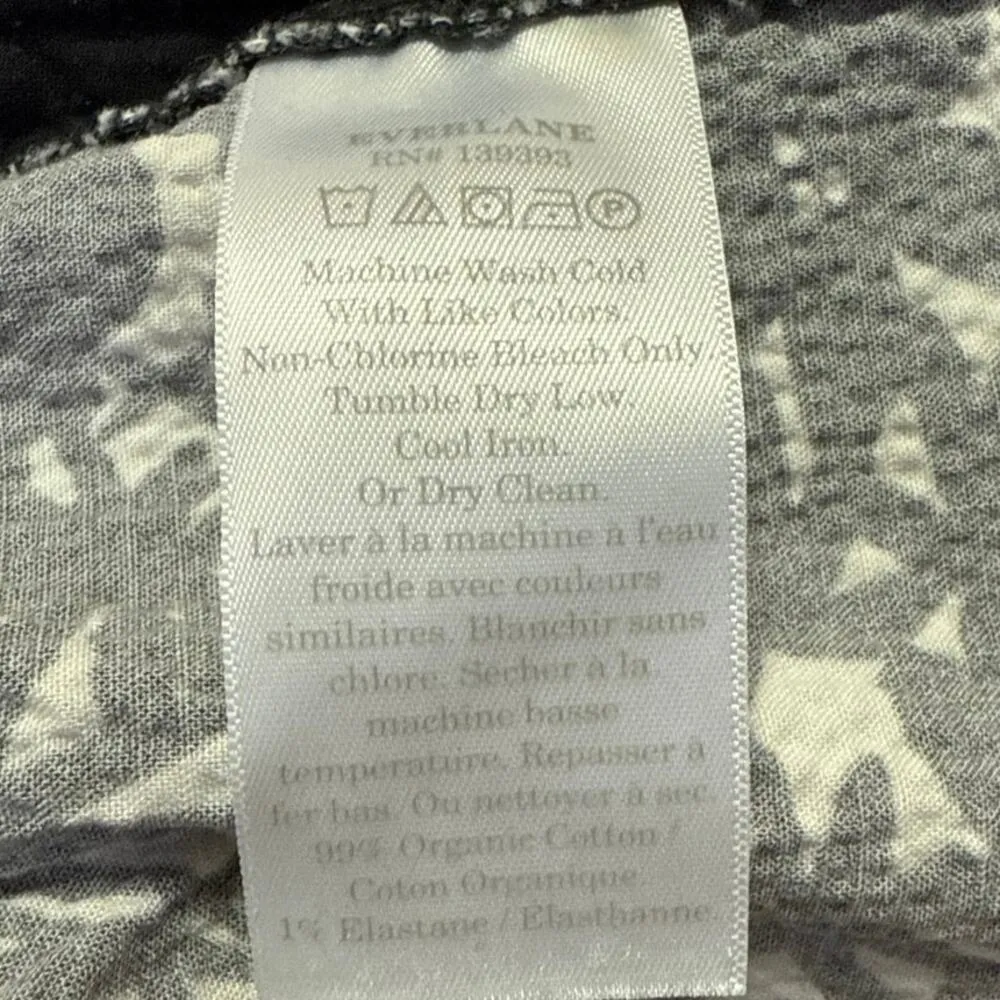 EVERLANE
RN# 139393
P
Machine Wash Cold
With Like Colors.
Non-Chlorine Bleach Only.
Tumble Dry Low.
Cool Iron.
Or Dry Clean.
Laver à la machine à l'eau
froide avec couleurs
similaires. Blanchir sans
chlore. Secher à la
machine basse
temperature. Repasser à
fer bas. Ou nettoyer à sec.
99% Organic Cotton /
Coton Organique.
1% Elastane / Elasthanne.